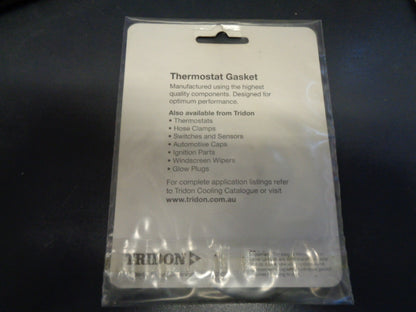 Thermostat Gasket
Manufactured using the highest
quality components. Designed for
optimum performance.
Also available from Tridon
• Thermostats
• Hose Clamps
• Switches and Sensors
• Automotive Caps
• Ignition Parts
• Windscreen Wipers
• Glow Plugs
For complete application listings refer
to Tridon Cooling Catalogue or visit
www.tridon.com.au
TRIDON